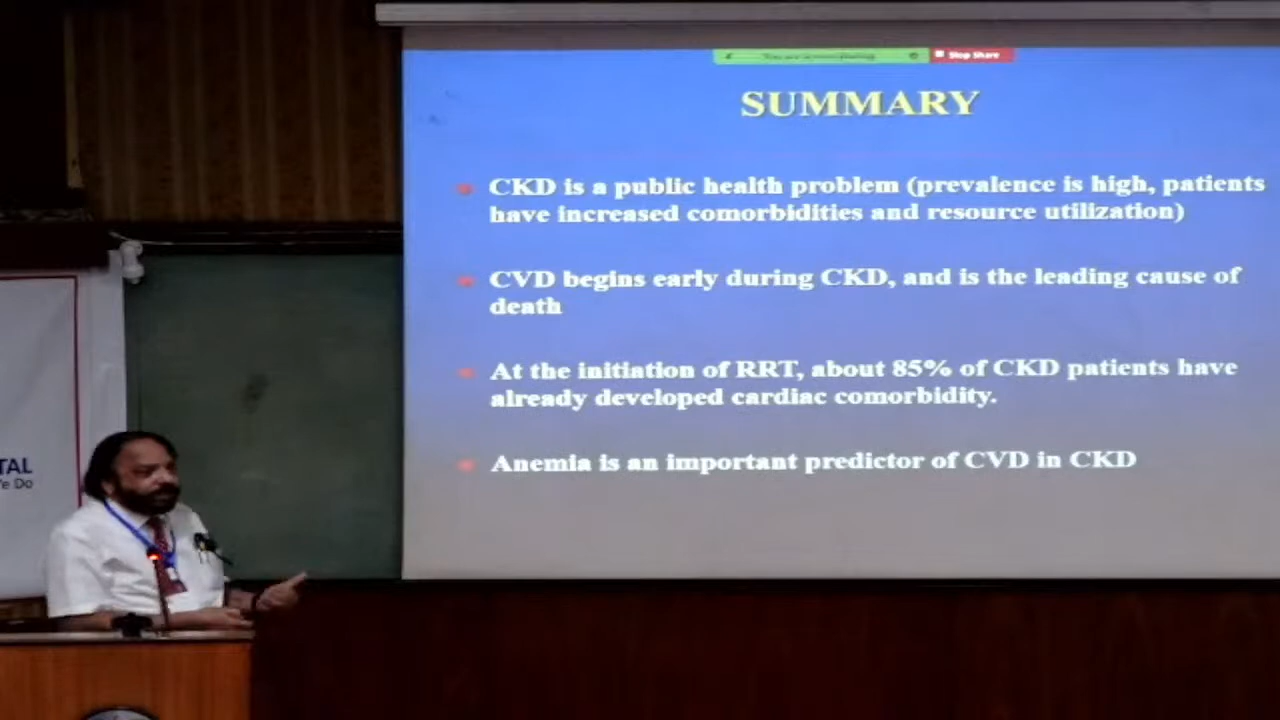 Stop Share
SUMMARY
CKD is a public health problem (prevalence is high, patients
have increased comorbidities and resource utilization)
CVD begins early during CKD, and is the leading cause of
death
At the initiation of RRT, about 85% of CKD patients have
already developed cardiac comorbidity.
Anemia is an important predictor of CVD in CKD
TAL
e Do